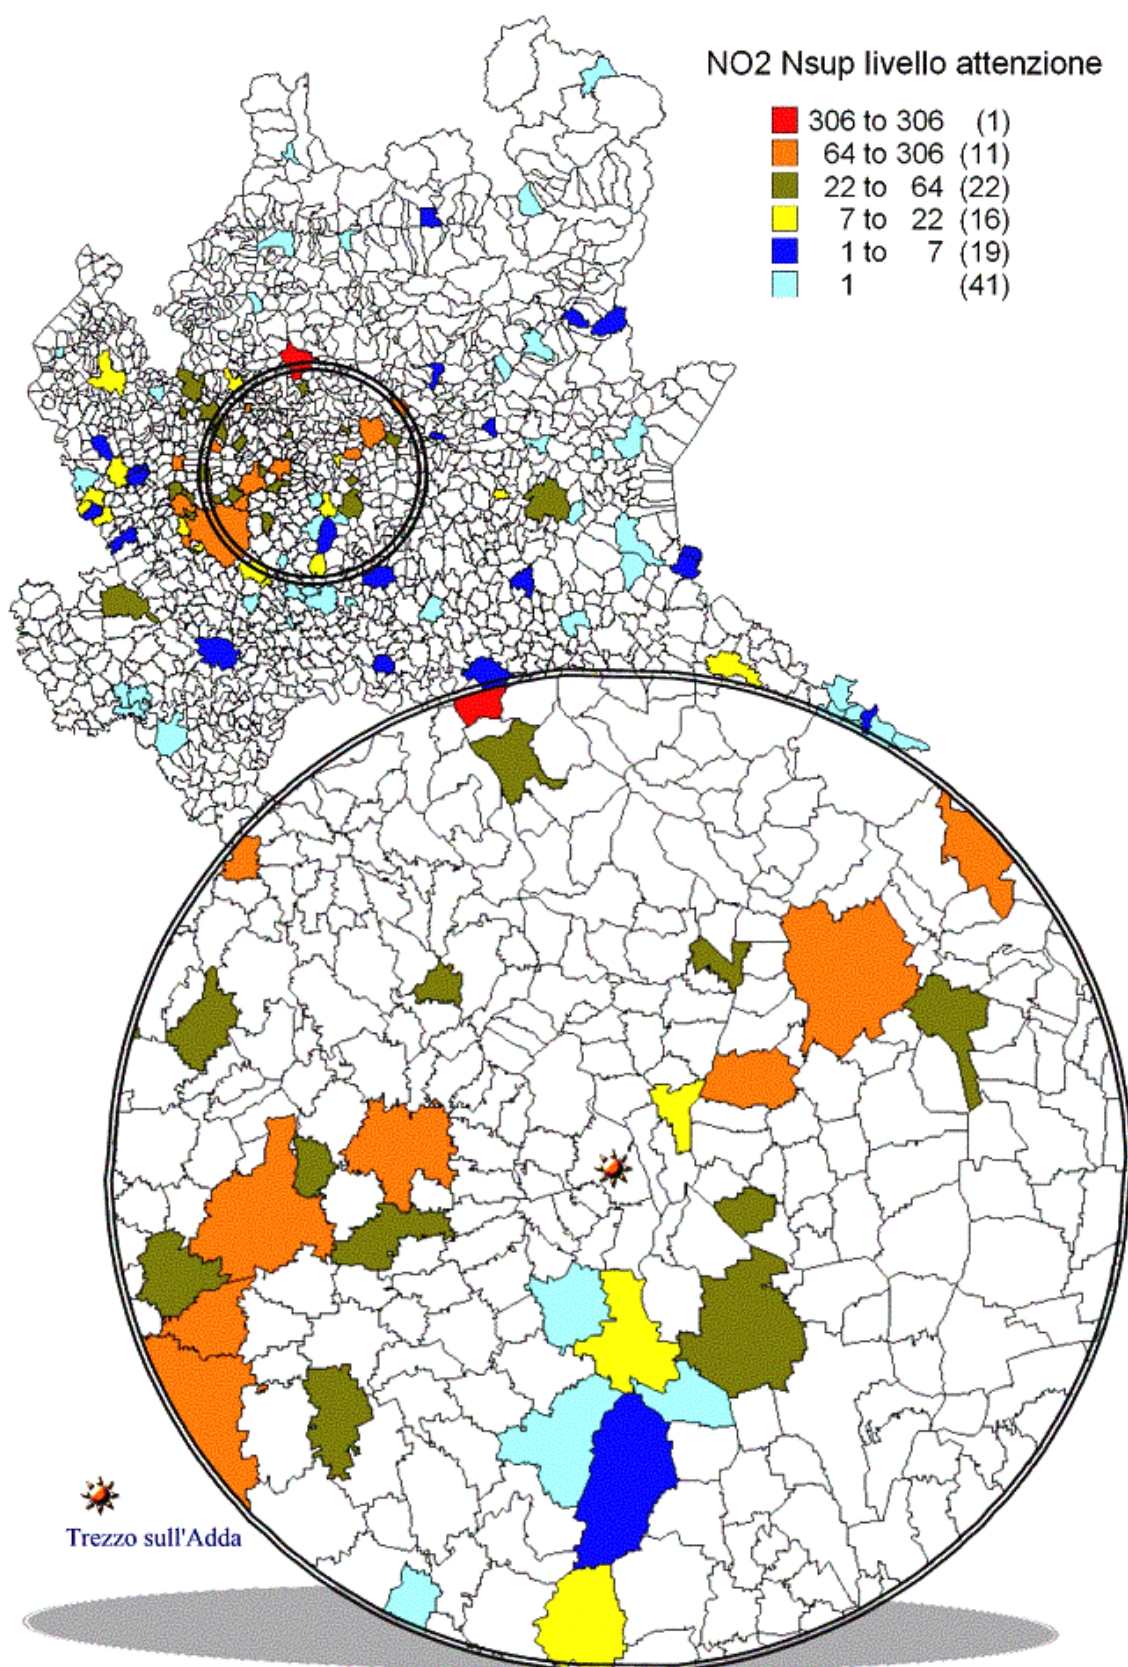 NO2 Nsup livello attenzione
306 to 306 (1)
64 to 306 (11)
22 to 64 (22)
7 to 22 (16)
1 to 7 (19)
1 (41)
Trezzo sull'Adda